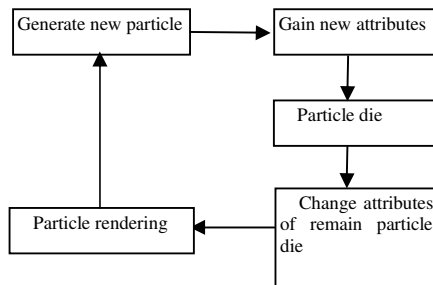 Generate new particle
Gain new attributes
Particle die
Change attributes
of remain particle
die
Particle rendering